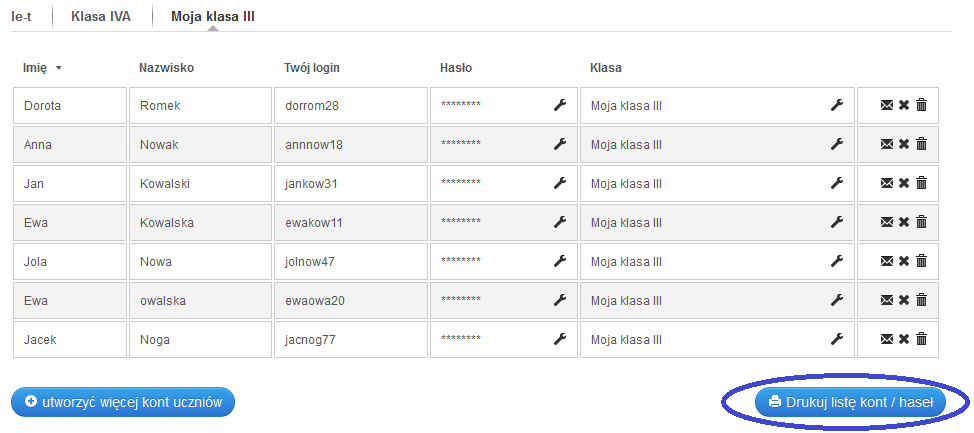 le-t Klasa IVA Moja klasa III
Imię Nazwisko Twój login Hasło Klasa
Dorota Romek dorrom28 ******** Moja klasa III
Anna Nowak annnow18 ******** Moja klasa III
Jan Kowalski jankow31 ******** Moja klasa III
Ewa Kowalska ewakow11 ******** Moja klasa III
Jola Nowa jolnow47 ******** Moja klasa III
Ewa owalska ewaowa20 ******** Moja klasa III
Jacek Noga jacnog77 ******** Moja klasa III
utworzyć więcej kont uczniów Drukuj listę kont / haseł